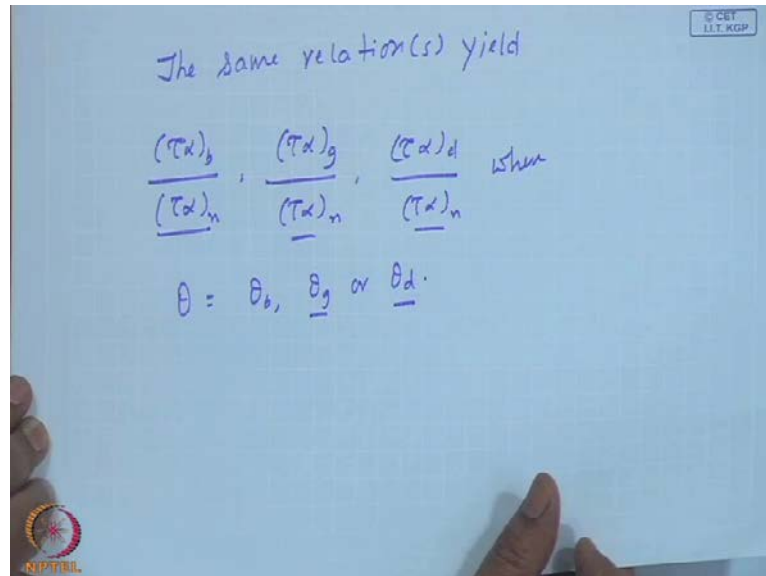 © CET
I.I.T. KGP
The same relation(s) yield
(τα)b / (τα)n , (τα)g / (τα)n , (τα)d / (τα)n when
θ = θb, θg or θd.
NPTEL